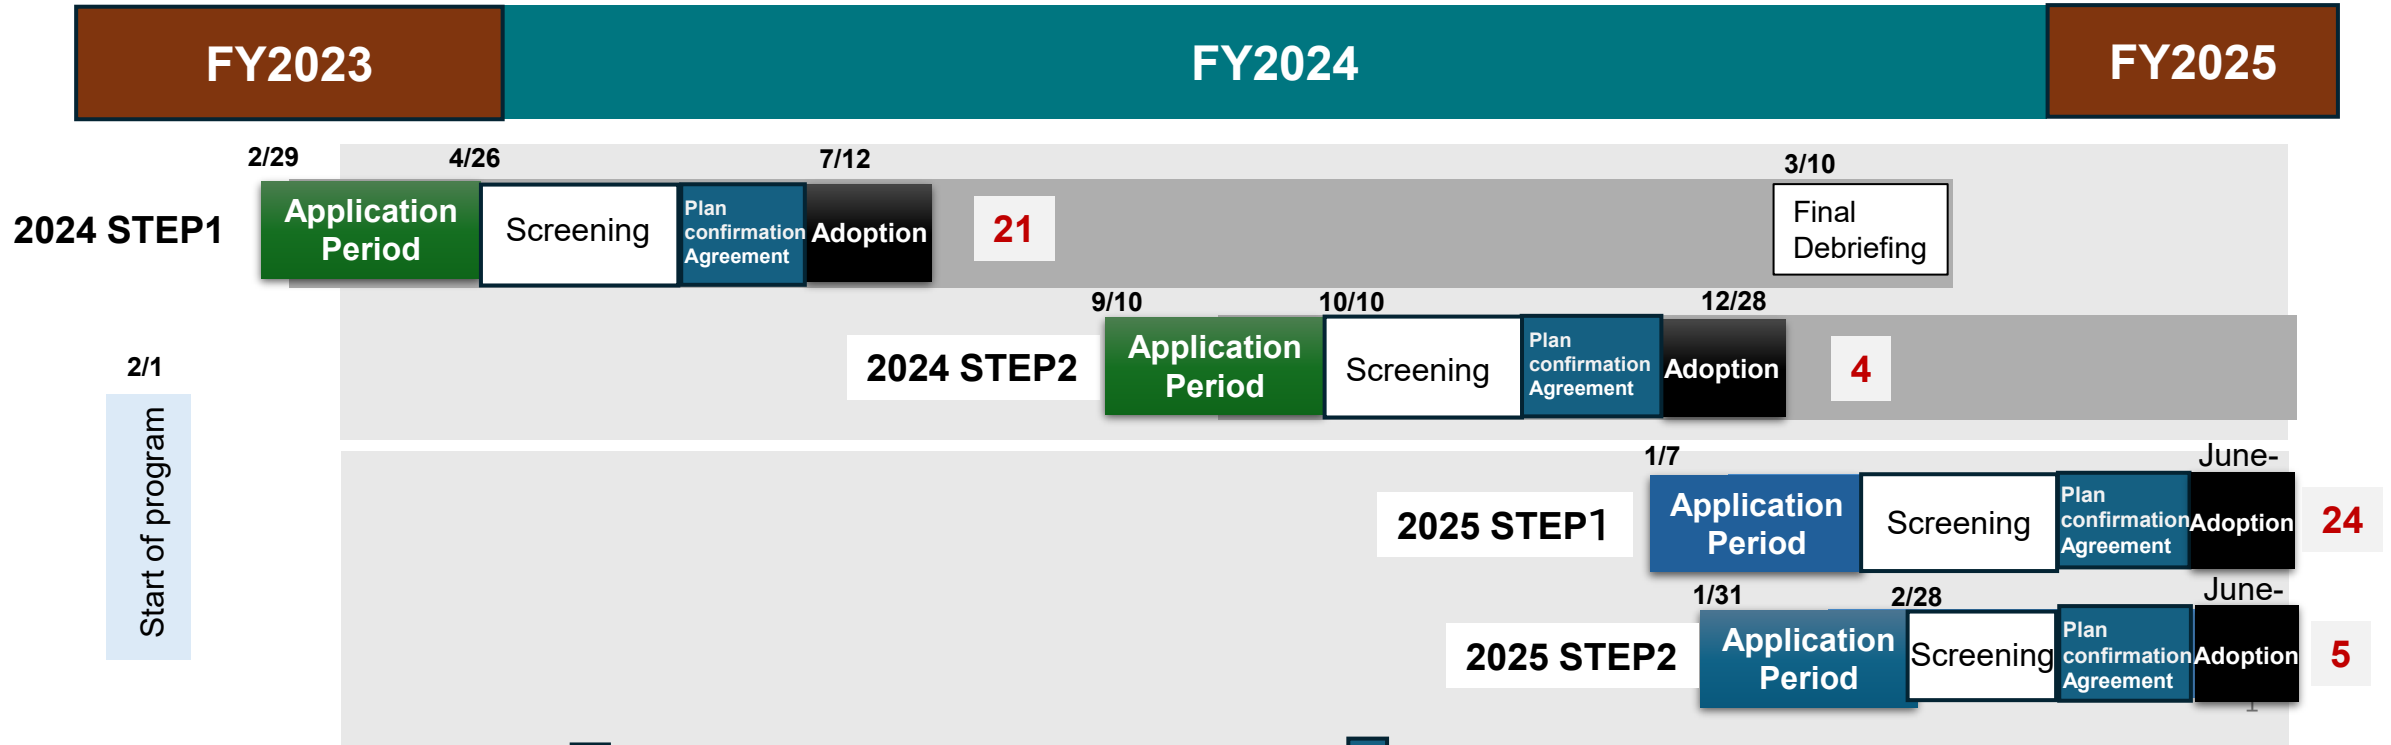 FY2023
FY2024
FY2025
2/29
4/26
7/12
3/10
2024 STEP1
Application
Period
Screening
Plan
confirmation
Agreement
Adoption
21
Final
Debriefing
9/10
10/10
12/28
2024 STEP2
Application
Period
Screening
Plan
confirmation
Agreement
Adoption
4
2/1
Start of program
1/7
June-
2025 STEP1
Application
Period
Screening
Plan
confirmation
Agreement
Adoption
24
1/31
2/28
June-
2025 STEP2
Application
Period
Screening
Plan
confirmation
Agreement
Adoption
5
1